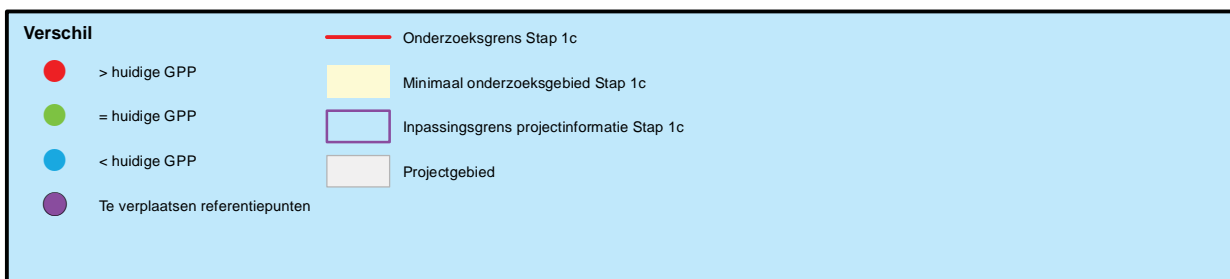 Verschil
> huidige GPP
= huidige GPP
< huidige GPP
Te verplaatsen referentiepunten
Onderzoeksgrens Stap 1c
Minimaal onderzoeksgebied Stap 1c
Inpassingsgrens projectinformatie Stap 1c
Projectgebied